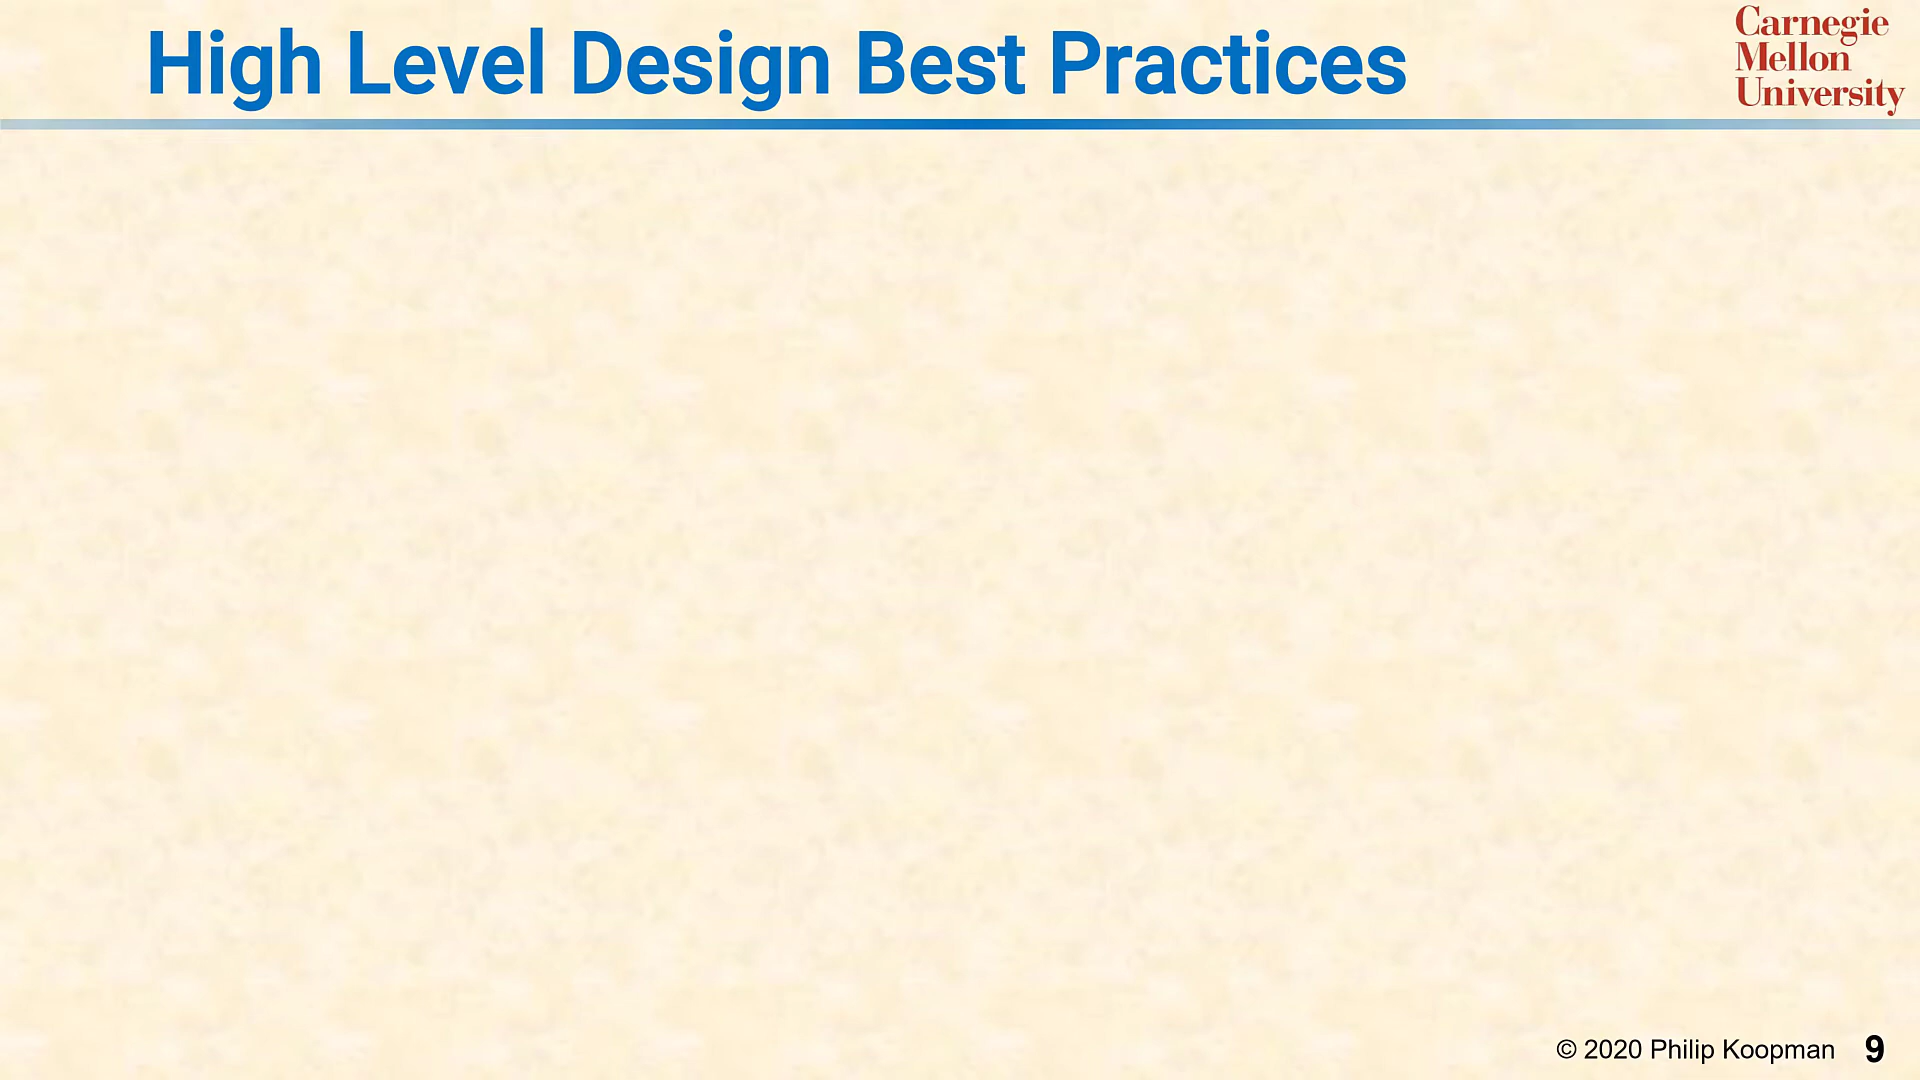 High Level Design Best Practices
Carnegie
Mellon
University
© 2020 Philip Koopman 9